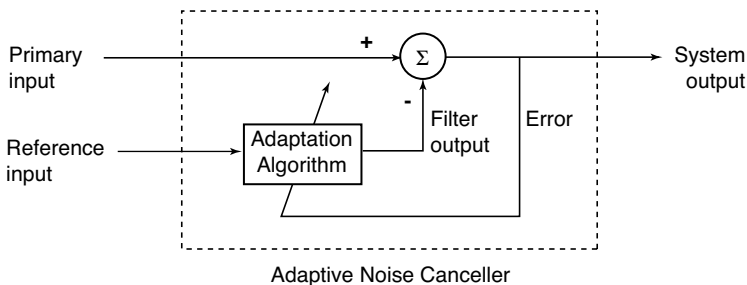 Primary
input
+
Σ
System
output
-
Reference
input
Adaptation
Algorithm
Filter
output
Error
Adaptive Noise Canceller